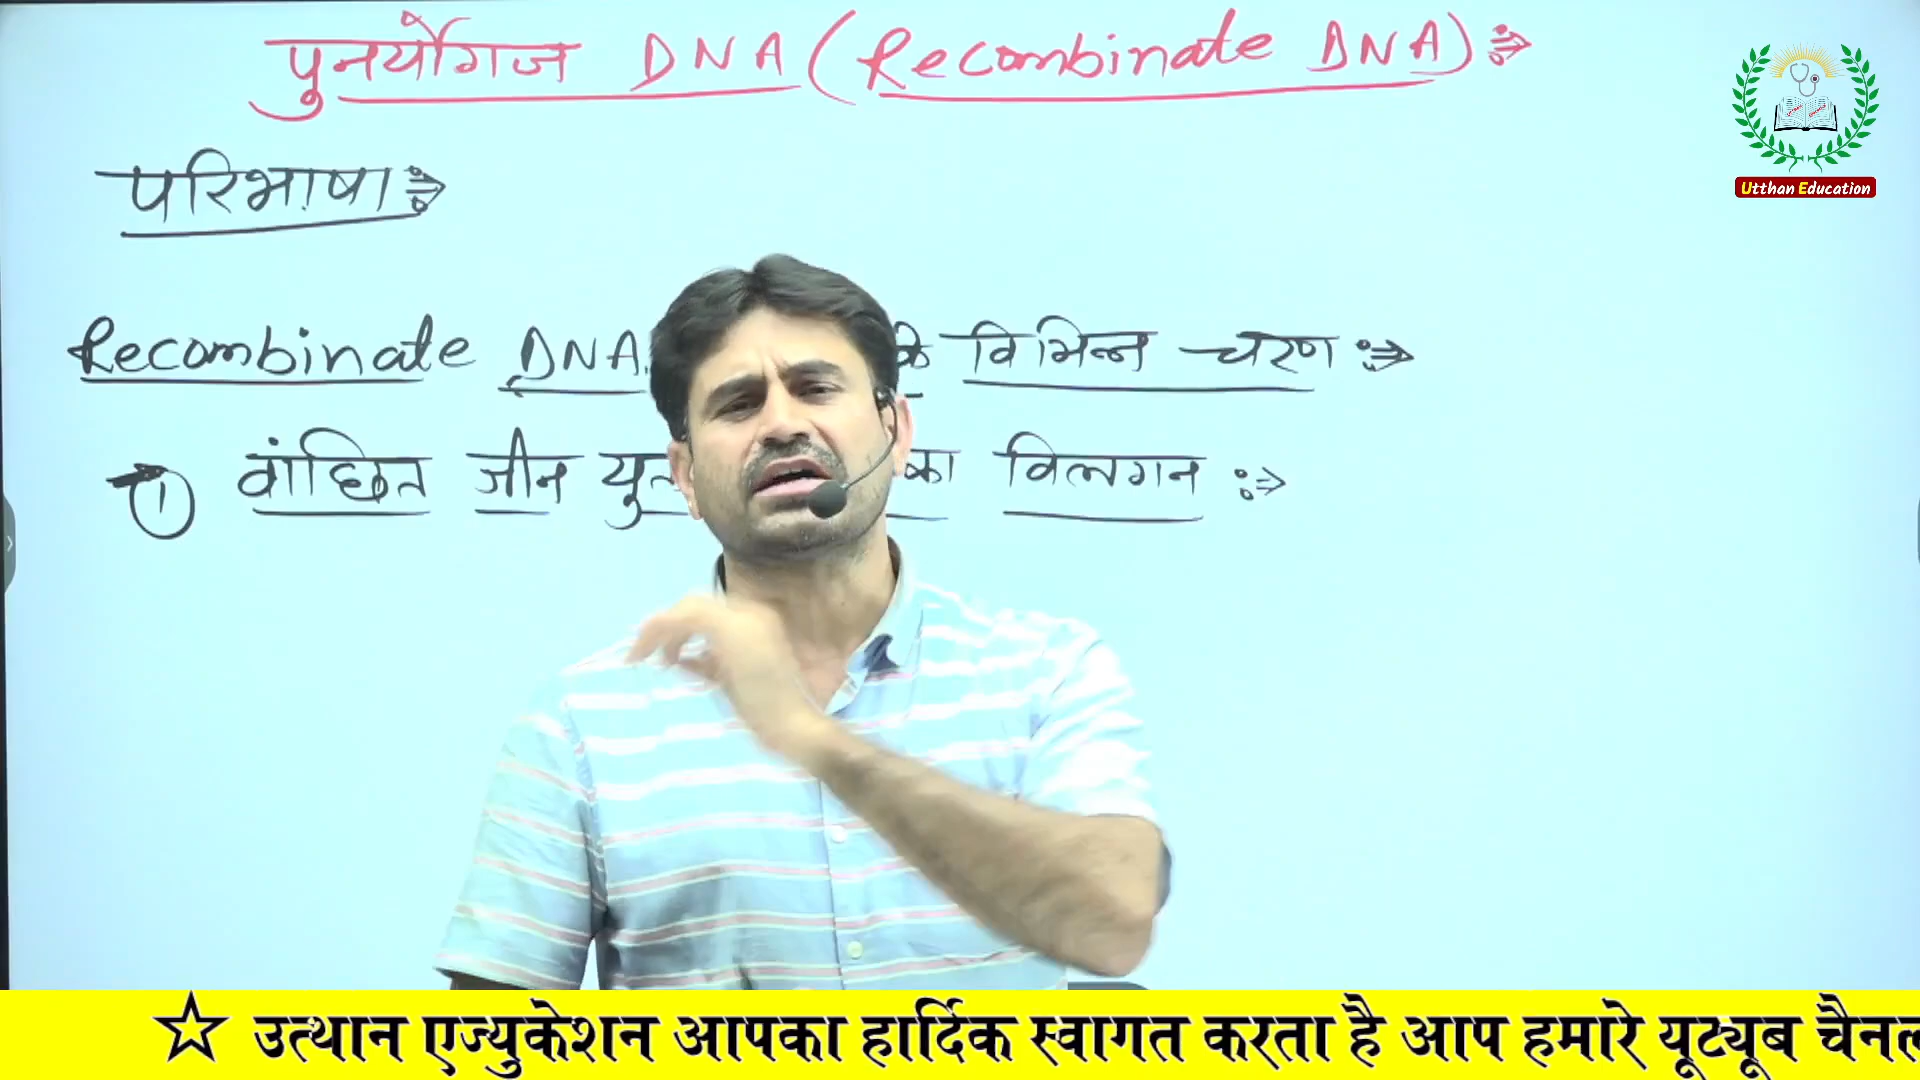 पुनर्योगज DNA (Recombinate DNA) :⇒
Utthan Education
परिभाषा :⇒
Recombinate DNA के विभिन्न चरण :⇒
① वांछित जीन का विलगन :⇒
☆ उत्थान एज्युकेशन आपका हार्दिक स्वागत करता है आप हमारे यूट्यूब चैनल